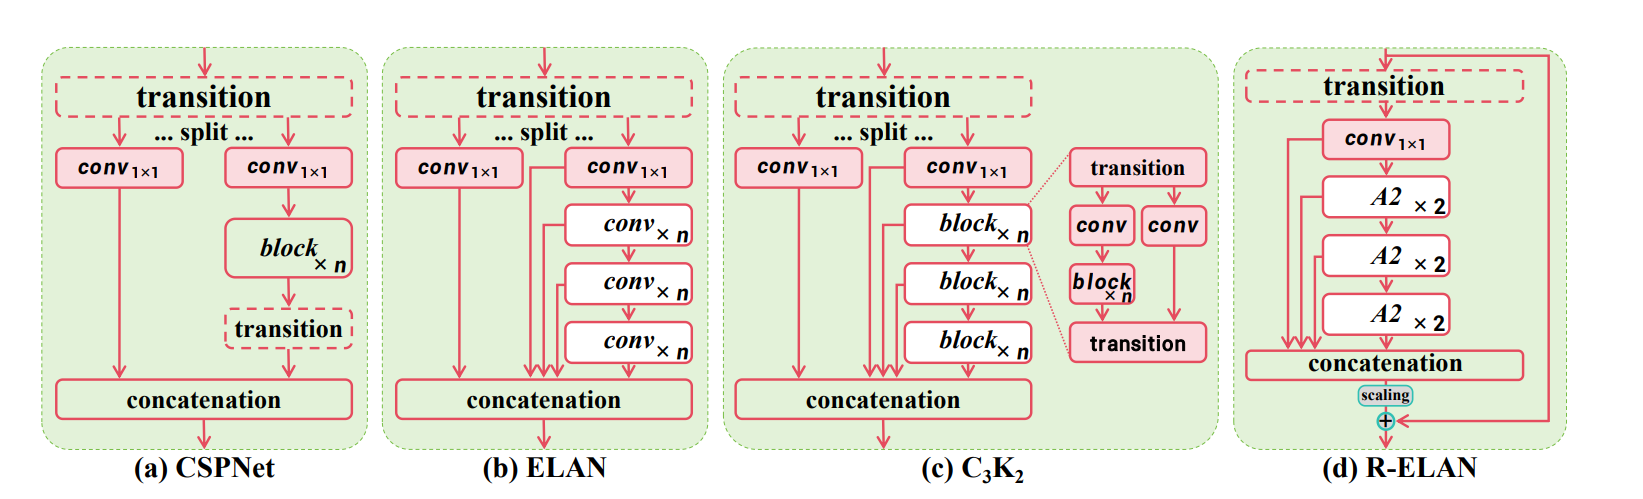 transition
... split ...
conv1×1
conv1×1
block× n
transition
concatenation
(a) CSPNet
transition
... split ...
conv1×1
conv1×1
conv× n
conv× n
conv× n
concatenation
(b) ELAN
transition
... split ...
conv1×1
conv1×1
block× n
block× n
block× n
concatenation
transition
conv
conv
block× n
transition
(c) C3K2
transition
conv1×1
A2 × 2
A2 × 2
A2 × 2
concatenation
scaling
+
(d) R-ELAN